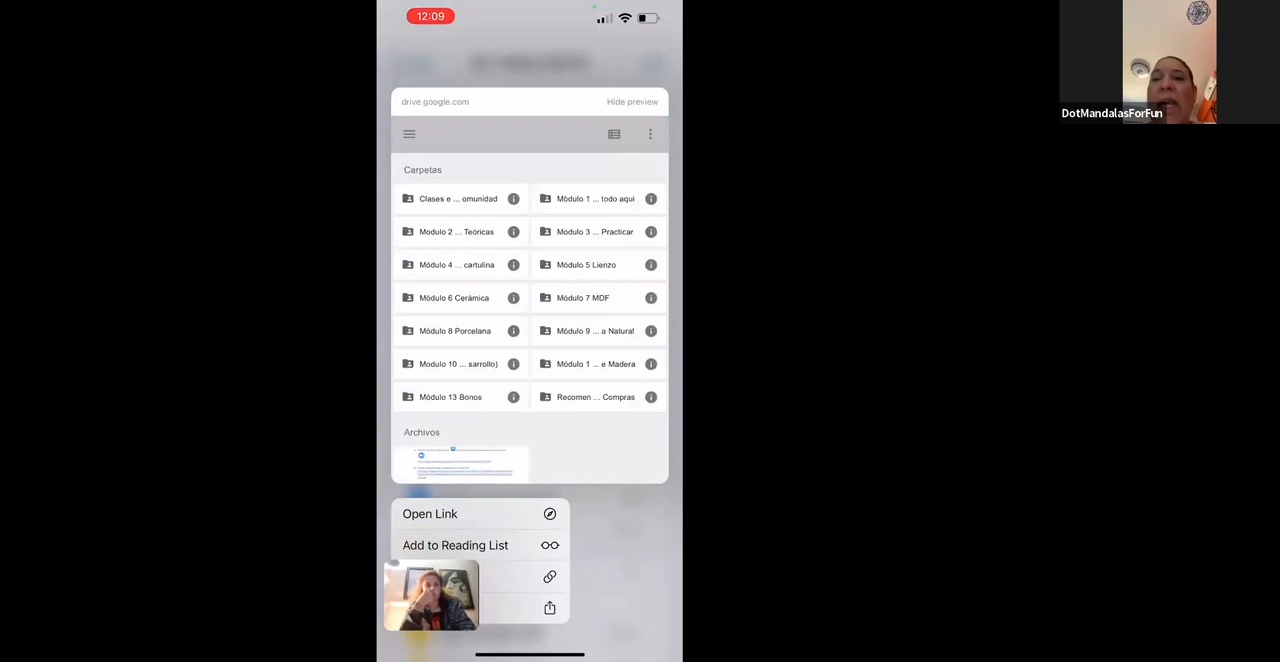 12:09
drive.google.com
Hide preview
Carpetas
Clases e ... omunidad
Módulo 1 ... todo aqui
Modulo 2 ... Teóricas
Modulo 3 ... Practicar
Módulo 4 ... cartulina
Módulo 5 Lienzo
Módulo 6 Cerámica
Módulo 7 MDF
Módulo 8 Porcelana
Módulo 9 ... a Natural
Modulo 10 ... sarrollo)
Módulo 1 ... e Madera
Módulo 13 Bonos
Recomen ... Compras
Archivos
Open Link
Add to Reading List
DotMandalasForFun